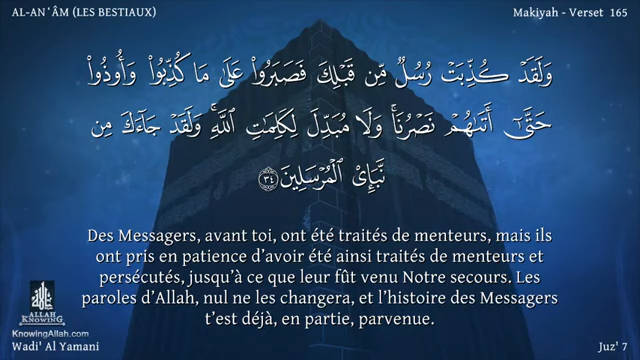 AL-AN'ÂM (LES BESTIAUX)
Makiyah - Verset 165
وَلَقَدْ كُذِّبَتْ رُسُلٌ مِّن قَبْلِكَ فَصَبَرُوا۟ عَلَىٰ مَا كُذِّبُوا۟ وَأُوذُوا۟
حَتَّىٰٓ أَتَىٰهُمْ نَصْرُنَا ۚ وَلَا مُبَدِّلَ لِكَلِمَٰتِ ٱللَّهِ ۚ وَلَقَدْ جَآءَكَ مِن
نَّبَإِى۟ ٱلْمُرْسَلِينَ ٣٤
Des Messagers, avant toi, ont été traités de menteurs, mais ils
ont pris en patience d’avoir été ainsi traités de menteurs et
persécutés, jusqu’à ce que leur fût venu Notre secours. Les
paroles d’Allah, nul ne les changera, et l’histoire des Messagers
t’est déjà, en partie, parvenue.
ALLAH
KNOWING
KnowingAllah.com
Wadi' Al Yamani
Juz' 7